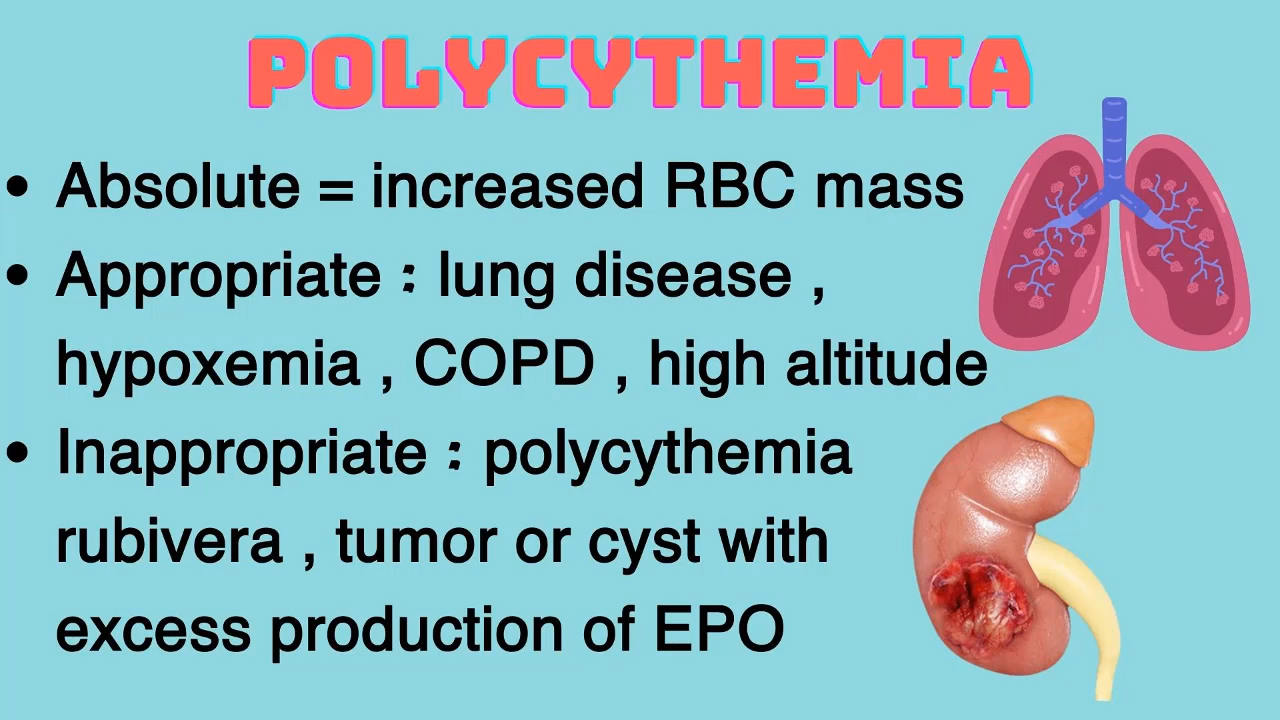 POLYCYTHEMIA
• Absolute = increased RBC mass
• Appropriate : lung disease ,
hypoxemia , COPD , high altitude
• Inappropriate : polycythemia
rubivera , tumor or cyst with
excess production of EPO